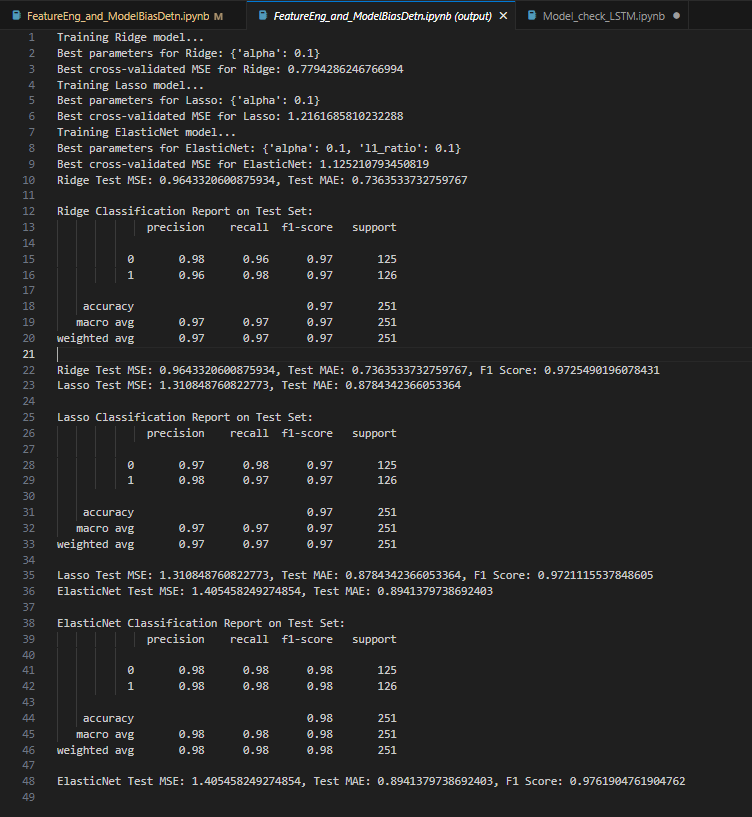 FeatureEng_and_ModelBiasDetn.ipynb M FeatureEng_and_ModelBiasDetn.ipynb (output) Model_check_LSTM.ipynb
1 Training Ridge model...
2 Best parameters for Ridge: {'alpha': 0.1}
3 Best cross-validated MSE for Ridge: 0.7794286246766994
4 Training Lasso model...
5 Best parameters for Lasso: {'alpha': 0.1}
6 Best cross-validated MSE for Lasso: 1.2161685810232288
7 Training ElasticNet model...
8 Best parameters for ElasticNet: {'alpha': 0.1, 'l1_ratio': 0.1}
9 Best cross-validated MSE for ElasticNet: 1.125210793450819
10 Ridge Test MSE: 0.9643320600875934, Test MAE: 0.7363533732759767
11
12 Ridge Classification Report on Test Set:
13 precision recall f1-score support
14
15 0 0.98 0.96 0.97 125
16 1 0.96 0.98 0.97 126
17
18 accuracy 0.97 251
19 macro avg 0.97 0.97 0.97 251
20 weighted avg 0.97 0.97 0.97 251
21
22 Ridge Test MSE: 0.9643320600875934, Test MAE: 0.7363533732759767, F1 Score: 0.9725490196078431
23 Lasso Test MSE: 1.310848760822773, Test MAE: 0.8784342366053364
24
25 Lasso Classification Report on Test Set:
26 precision recall f1-score support
27
28 0 0.97 0.98 0.97 125
29 1 0.98 0.97 0.97 126
30
31 accuracy 0.97 251
32 macro avg 0.97 0.97 0.97 251
33 weighted avg 0.97 0.97 0.97 251
34
35 Lasso Test MSE: 1.310848760822773, Test MAE: 0.8784342366053364, F1 Score: 0.9721115537848605
36 ElasticNet Test MSE: 1.405458249274854, Test MAE: 0.8941379738692403
37
38 ElasticNet Classification Report on Test Set:
39 precision recall f1-score support
40
41 0 0.98 0.98 0.98 125
42 1 0.98 0.98 0.98 126
43
44 accuracy 0.98 251
45 macro avg 0.98 0.98 0.98 251
46 weighted avg 0.98 0.98 0.98 251
47
48 ElasticNet Test MSE: 1.405458249274854, Test MAE: 0.8941379738692403, F1 Score: 0.9761904761904762
49